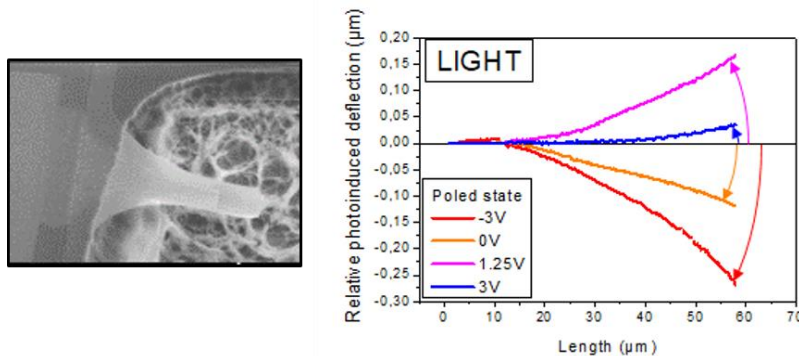 LIGHT
Relative photoinduced deflection (µm)
0,20
0,15
0,10
0,05
0,00
-0,05
-0,10
-0,15
-0,20
-0,25
-0,30
Poled state
-3V
0V
1.25V
3V
0 10 20 30 40 50 60 70
Length (µm)